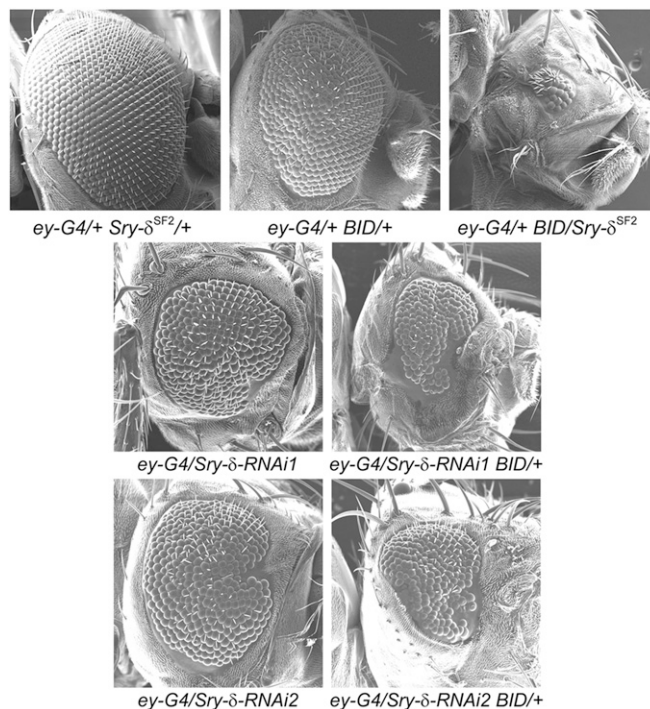 ey-G4/+ Sry-δSF2/+
ey-G4/+ BID/+
ey-G4/+ BID/Sry-δSF2
ey-G4/Sry-δ-RNAi1
ey-G4/Sry-δ-RNAi1 BID/+
ey-G4/Sry-δ-RNAi2
ey-G4/Sry-δ-RNAi2 BID/+